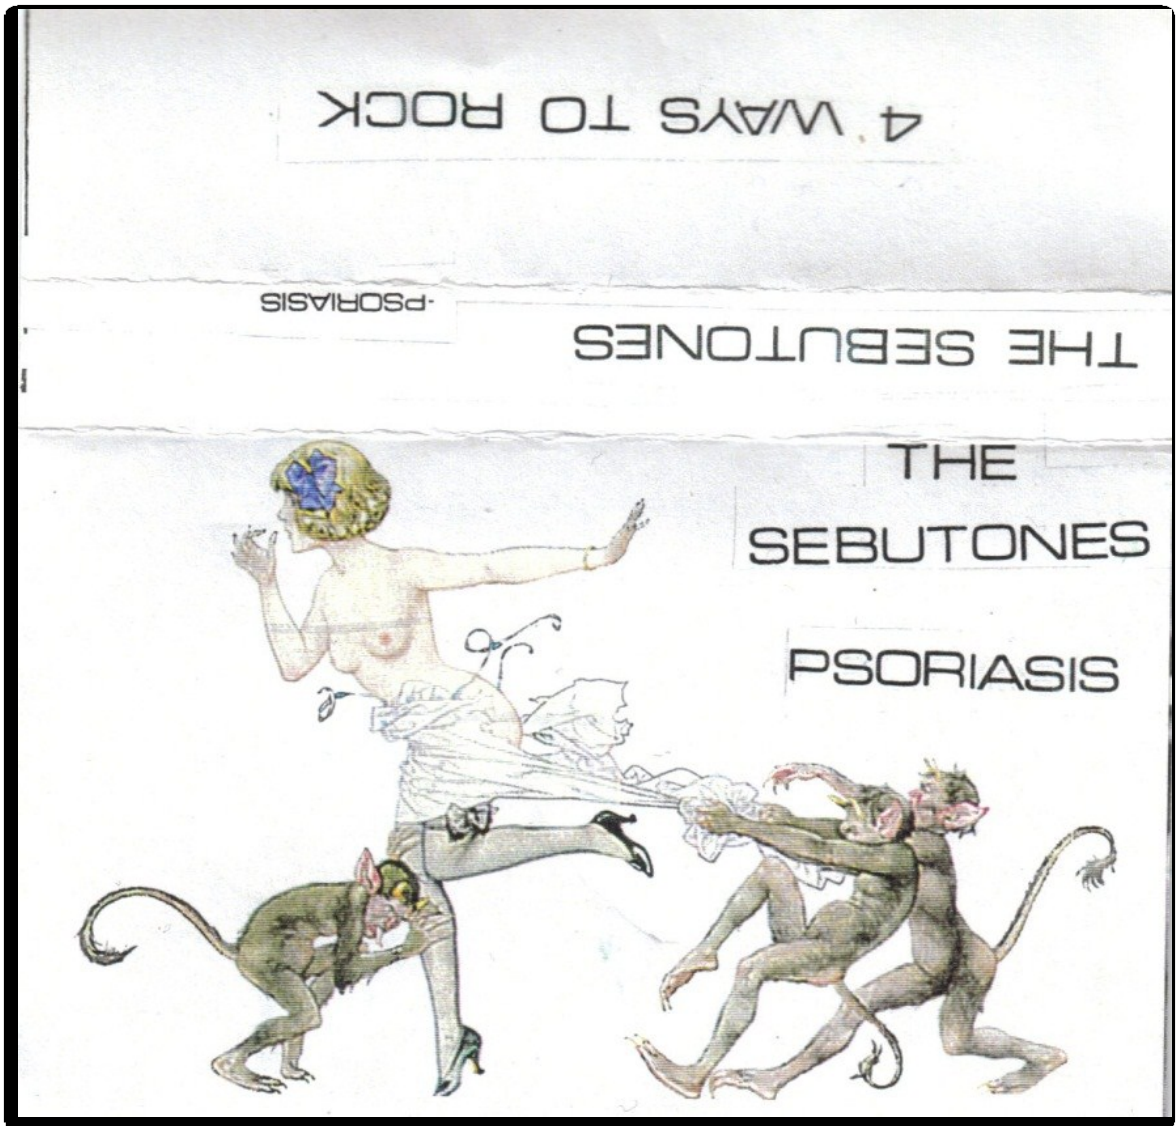 4 WAYS TO ROCK
-PSORIASIS
THE SEBUTONES
THE
SEBUTONES
PSORIASIS